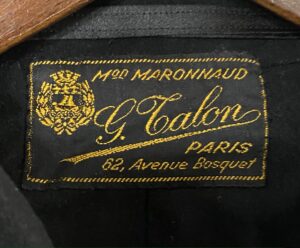 Mon MARONNAUD
G. Talon
PARIS
62, Avenue Bosquet